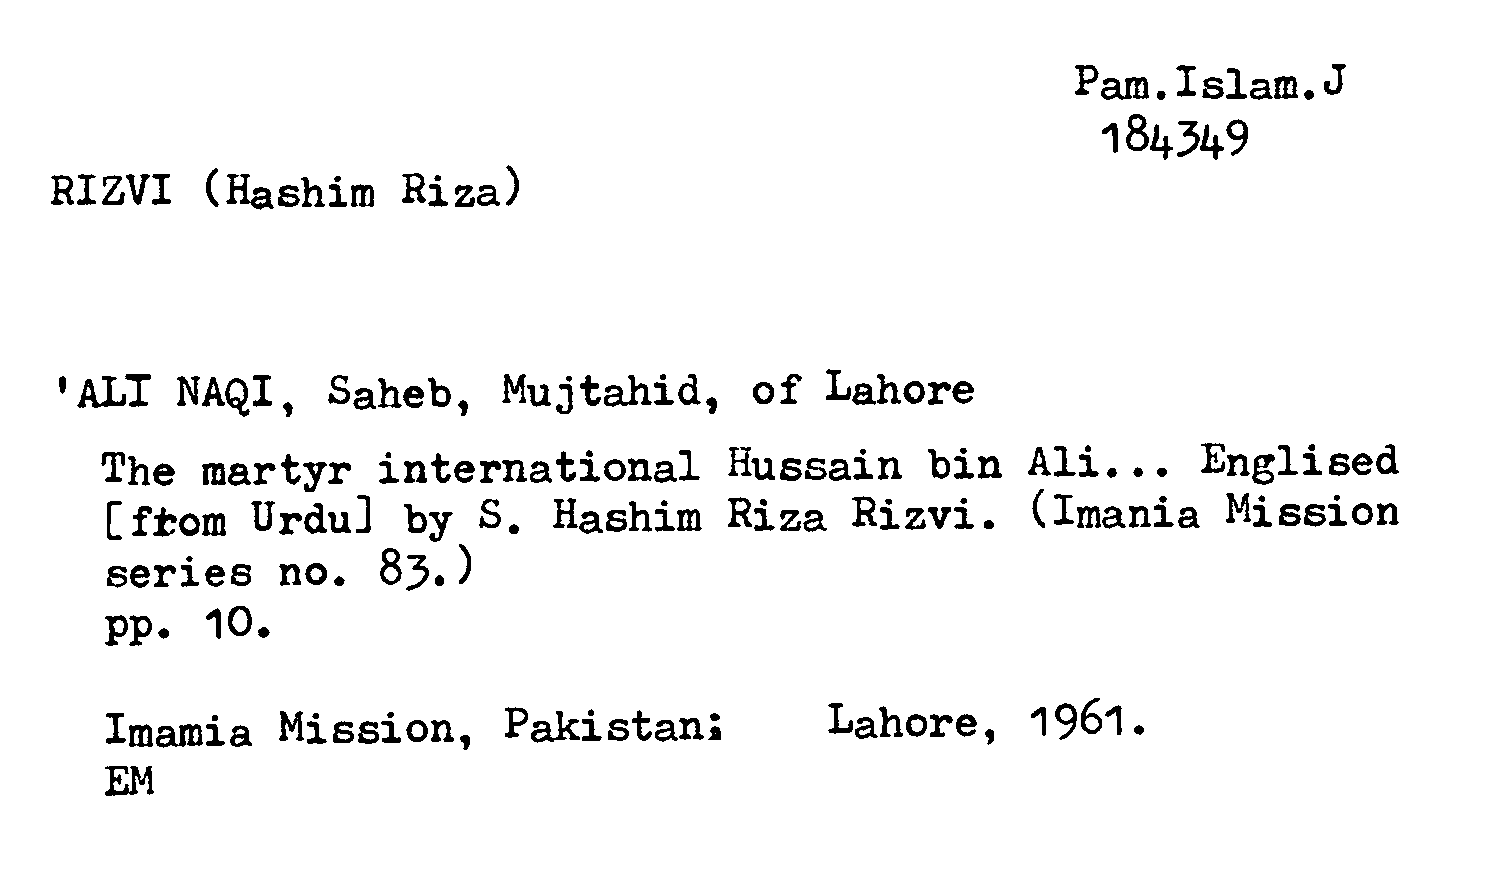 Pam.Islam.J
184349
RIZVI (Hashim Riza)
'ALI NAQI, Saheb, Mujtahid, of Lahore
The martyr international Hussain bin Ali... Englised
[from Urdu] by S. Hashim Riza Rizvi. (Imania Mission
series no. 83.)
pp. 10.
Imamia Mission, Pakistan; Lahore, 1961.
EM